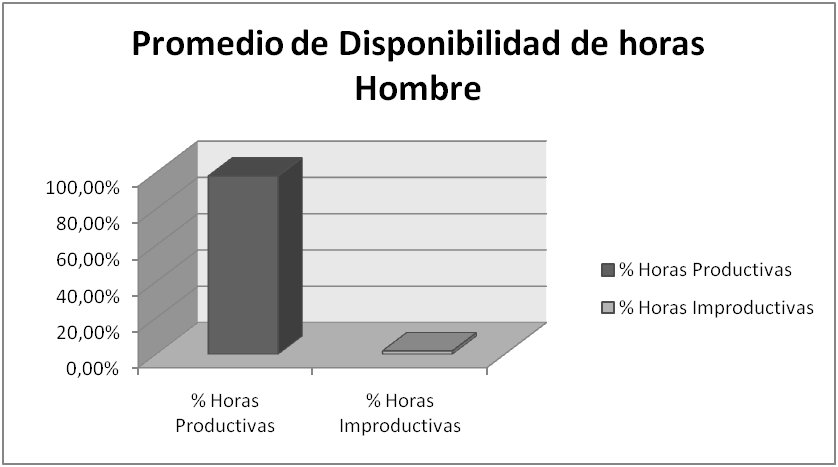 Promedio de Disponibilidad de horas
Hombre
100,00%
80,00%
60,00%
40,00%
20,00%
0,00%
% Horas
Productivas
% Horas
Improductivas
% Horas Productivas
% Horas Improductivas